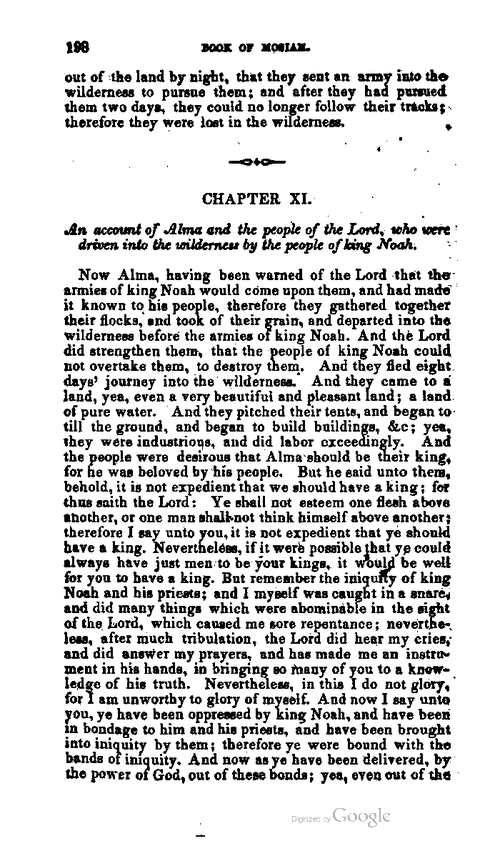 198 BOOK OF MOSIAH.
out of the land by night, that they sent an army into the
wilderness to pursue them; and after they had pursued
them two days, they could no longer follow their tracks;
therefore they were lost in the wilderness.
CHAPTER XI.
An account of Alma and the people of the Lord, who were
driven into the wilderness by the people of king Noah.
Now Alma, having been warned of the Lord that the
armies of king Noah would come upon them, and had made
it known to his people, therefore they gathered together
their flocks, and took of their grain, and departed into the
wilderness before the armies of king Noah. And the Lord
did strengthen them, that the people of king Noah could
not overtake them, to destroy them. And they fled eight
days' journey into the wilderness. And they came to a
land, yea, even a very beautiful and pleasant land; a land
of pure water. And they pitched their tents, and began to
till the ground, and began to build buildings, &c; yea,
they were industrious, and did labor exceedingly. And
the people were desirous that Alma should be their king,
for he was beloved by his people. But he said unto them,
behold, it is not expedient that we should have a king; for
thus saith the Lord: Ye shall not esteem one flesh above
another, or one man shall not think himself above another;
therefore I say unto you, it is not expedient that ye should
have a king. Nevertheless, if it were possible that ye could
always have just men to be your kings, it would be well
for you to have a king. But remember the iniquity of king
Noah and his priests; and I myself was caught in a snare,
and did many things which were abominable in the sight
of the Lord, which caused me sore repentance; neverthe-
less, after much tribulation, the Lord did hear my cries,
and did answer my prayers, and has made me an instru-
ment in his hands, in bringing so many of you to a know-
ledge of his truth. Nevertheless, in this I do not glory,
for I am unworthy to glory of myself. And now I say unto
you, ye have been oppressed by king Noah, and have been
in bondage to him and his priests, and have been brought
into iniquity by them; therefore ye were bound with the
bands of iniquity. And now as ye have been delivered, by
the power of God, out of these bonds; yea, even out of the
Digitized by Google